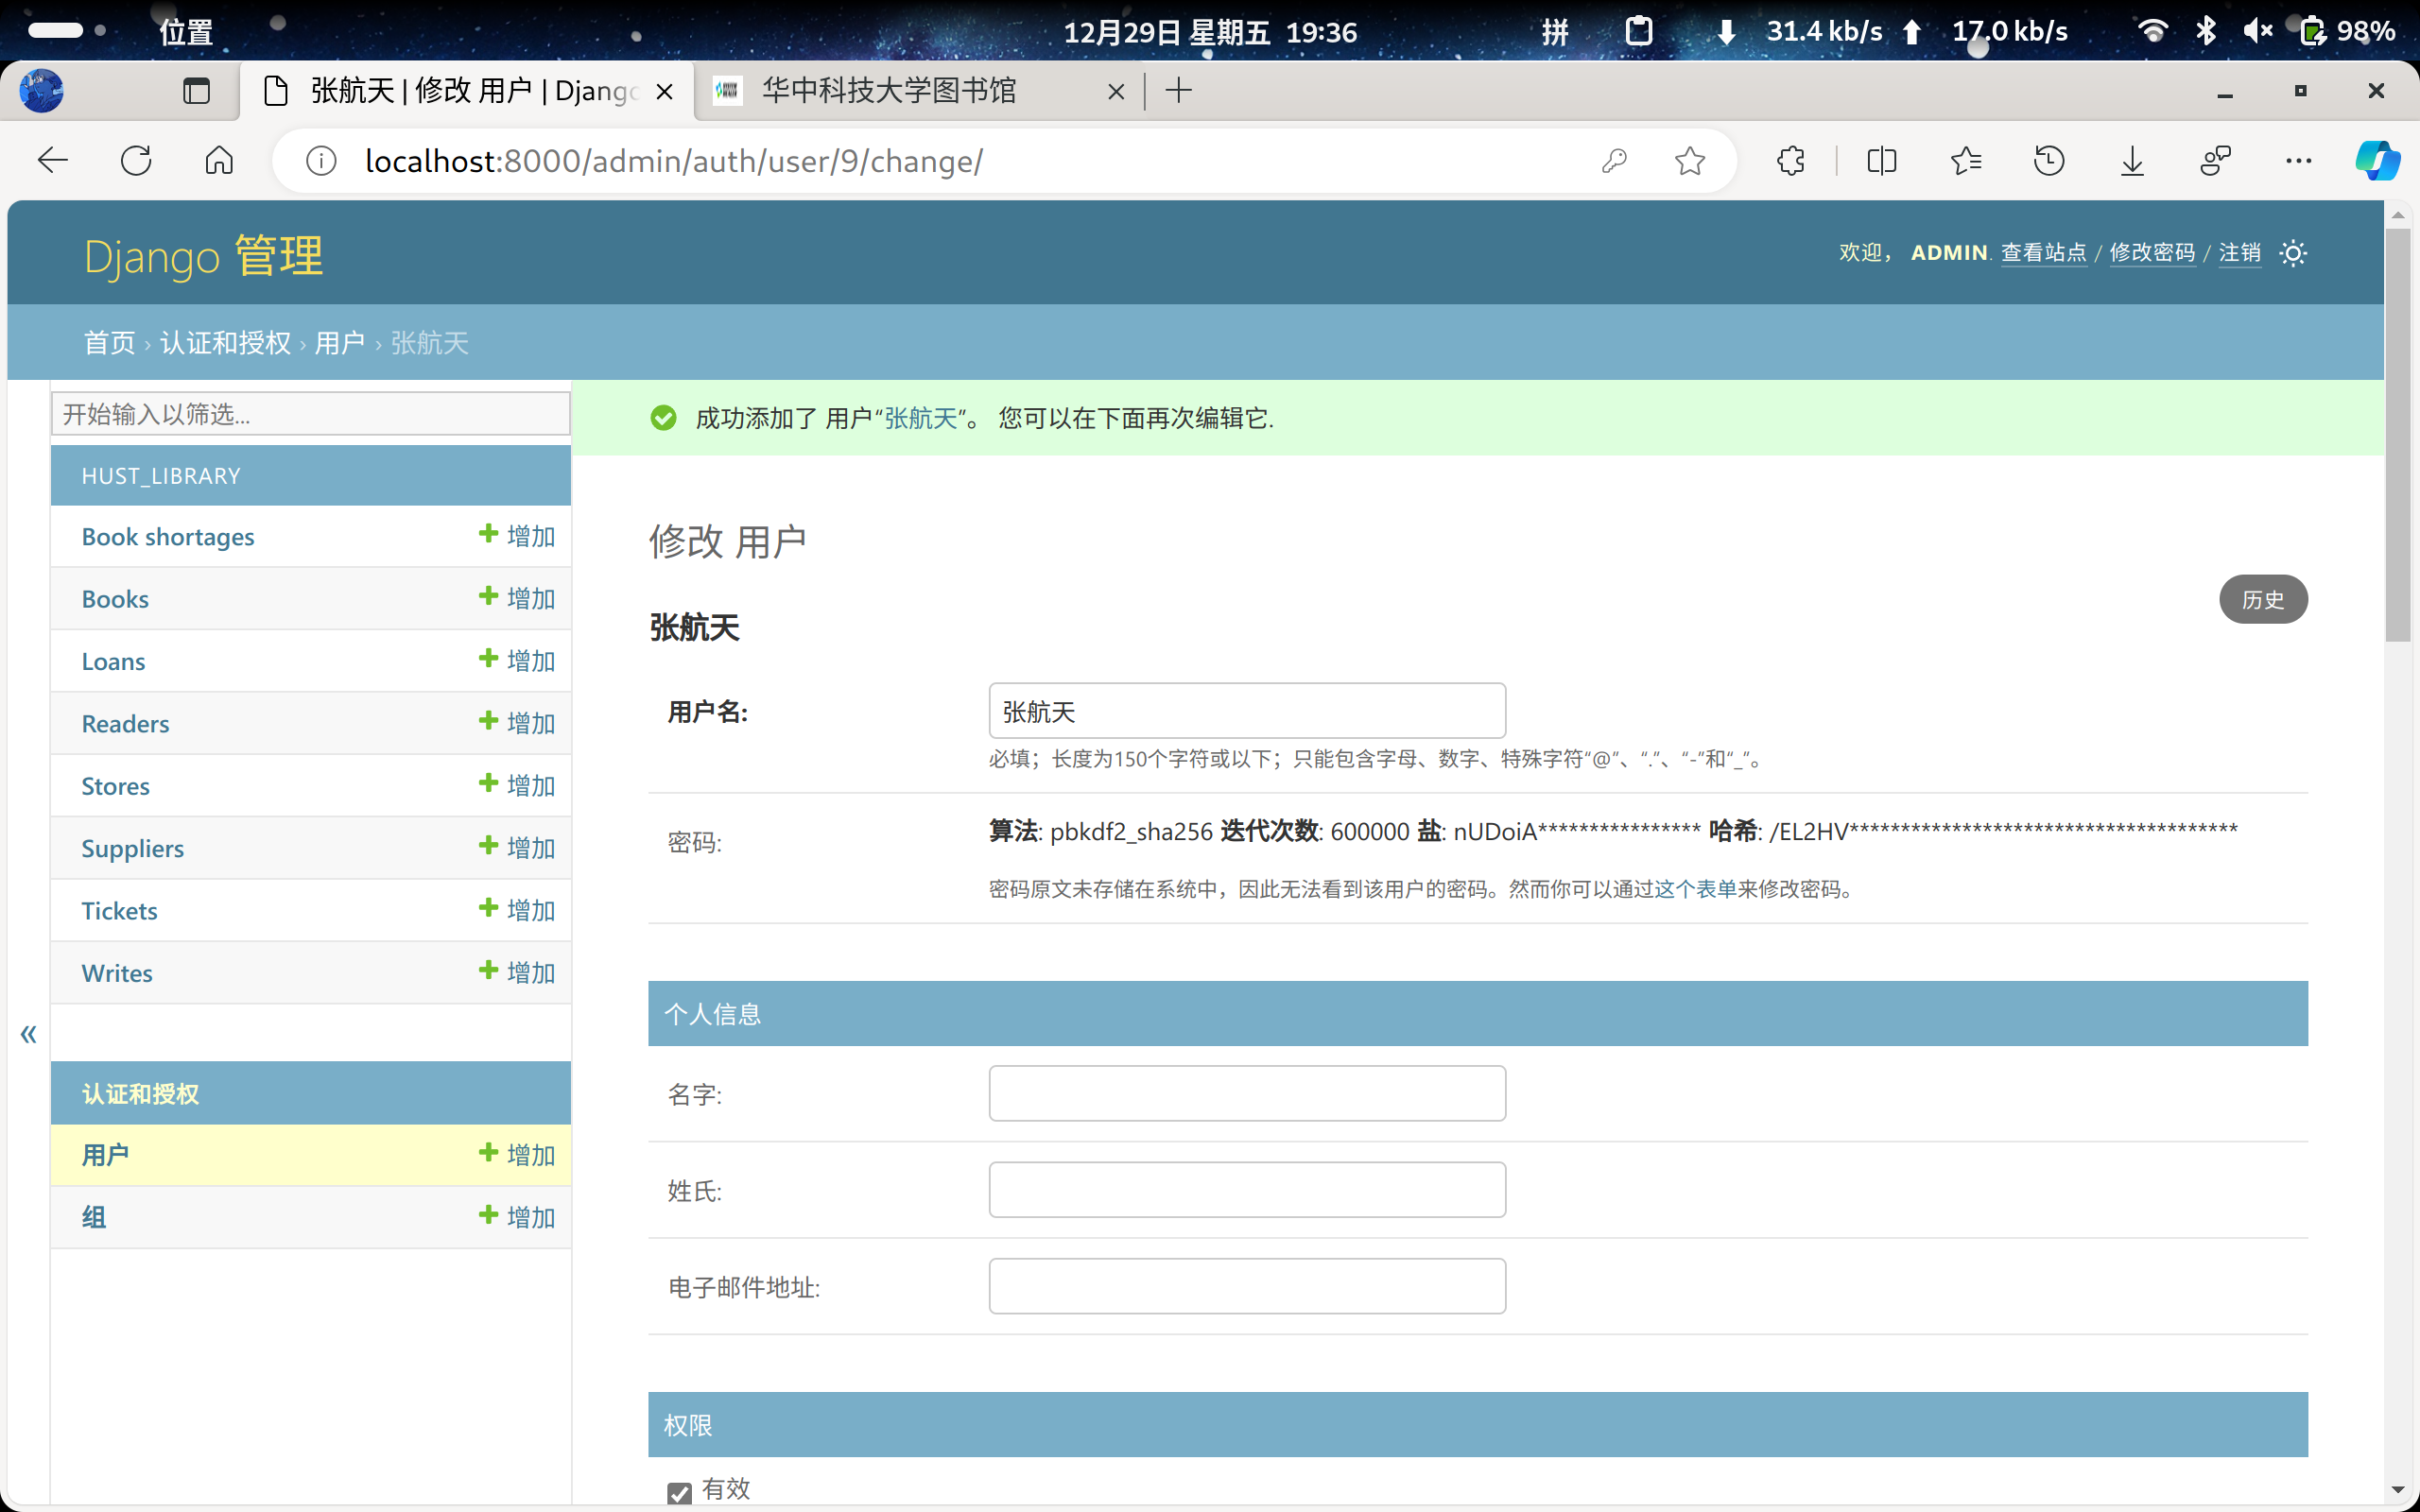 位置
12月29日 星期五 19:36
拼
31.4 kb/s
17.0 kb/s
98%
张航天 | 修改 用户 | Django
华中科技大学图书馆
localhost:8000/admin/auth/user/9/change/
Django 管理
欢迎， ADMIN. 查看站点 / 修改密码 / 注销
首页 › 认证和授权 › 用户 › 张航天
开始输入以筛选...
成功添加了 用户“张航天”。 您可以在下面再次编辑它.
HUST_LIBRARY
Book shortages 增加
Books 增加
Loans 增加
Readers 增加
Stores 增加
Suppliers 增加
Tickets 增加
Writes 增加
«
认证和授权
用户 增加
组 增加
修改 用户
历史
张航天
用户名: 张航天
必填；长度为150个字符或以下；只能包含字母、数字、特殊字符“@”、“.”、“-”和“_”。
密码: 算法: pbkdf2_sha256 迭代次数: 600000 盐: nUDoiA**************** 哈希: /EL2HV**************************************
密码原文未存储在系统中，因此无法看到该用户的密码。然而你可以通过这个表单来修改密码。
个人信息
名字:
姓氏:
电子邮件地址:
权限
有效